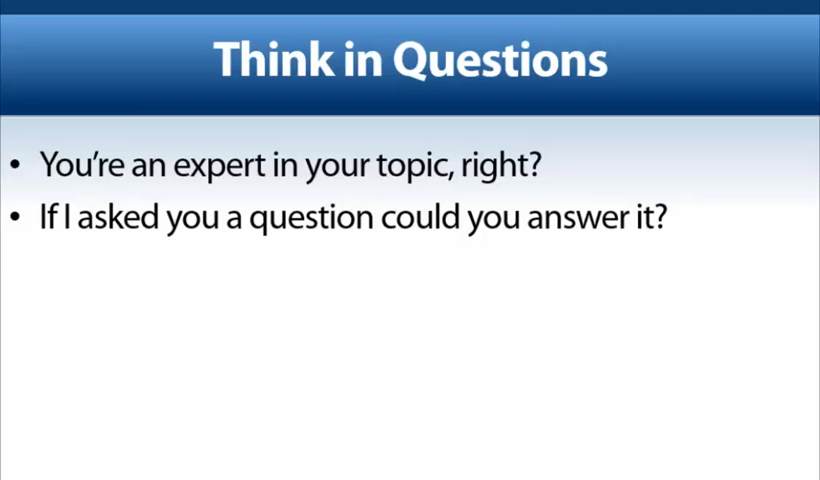 Think in Questions
• You're an expert in your topic, right?
• If I asked you a question could you answer it?